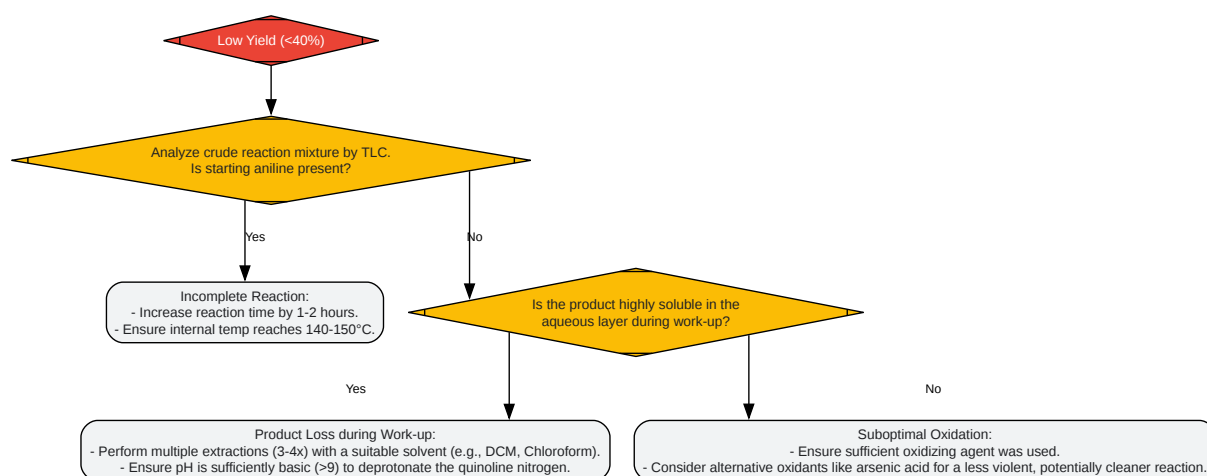 Low Yield (<40%)
Analyze crude reaction mixture by TLC.
Is starting aniline present?
Yes
No
Incomplete Reaction:
- Increase reaction time by 1-2 hours.
- Ensure internal temp reaches 140-150°C.
Is the product highly soluble in the
aqueous layer during work-up?
Yes
No
Product Loss during Work-up:
- Perform multiple extractions (3-4x) with a suitable solvent (e.g., DCM, Chloroform).
- Ensure pH is sufficiently basic (>9) to deprotonate the quinoline nitrogen.
Suboptimal Oxidation:
- Ensure sufficient oxidizing agent was used.
- Consider alternative oxidants like arsenic acid for a less violent, potentially cleaner reaction.